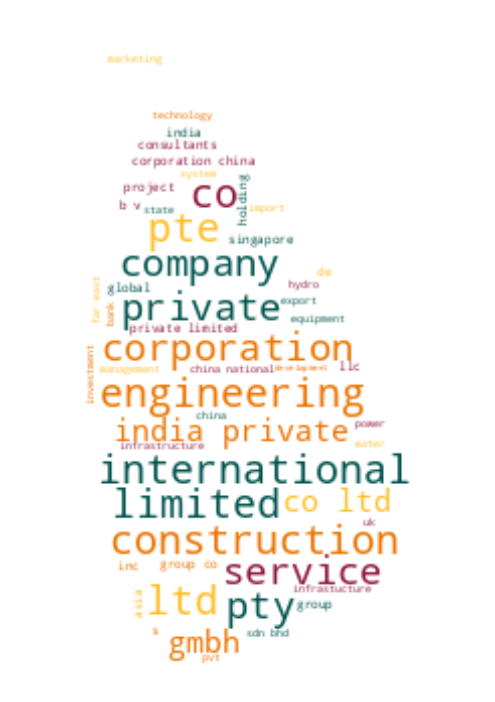 marketing
technology
india
consultants
corporation china
system
project
co
holding
b v
state
import
pte
singapore
company
de
hydro
global
far east
bank
private
export
equipment
private limited
corporation
investment
management
china national
development
llc
engineering
china
india private
power
infrastructure
water
international
limited
co ltd
uk
construction
inc
group co
service
infrastucture
asia
ltd
pty
group
s
gmbh
sdn bhd
pvt